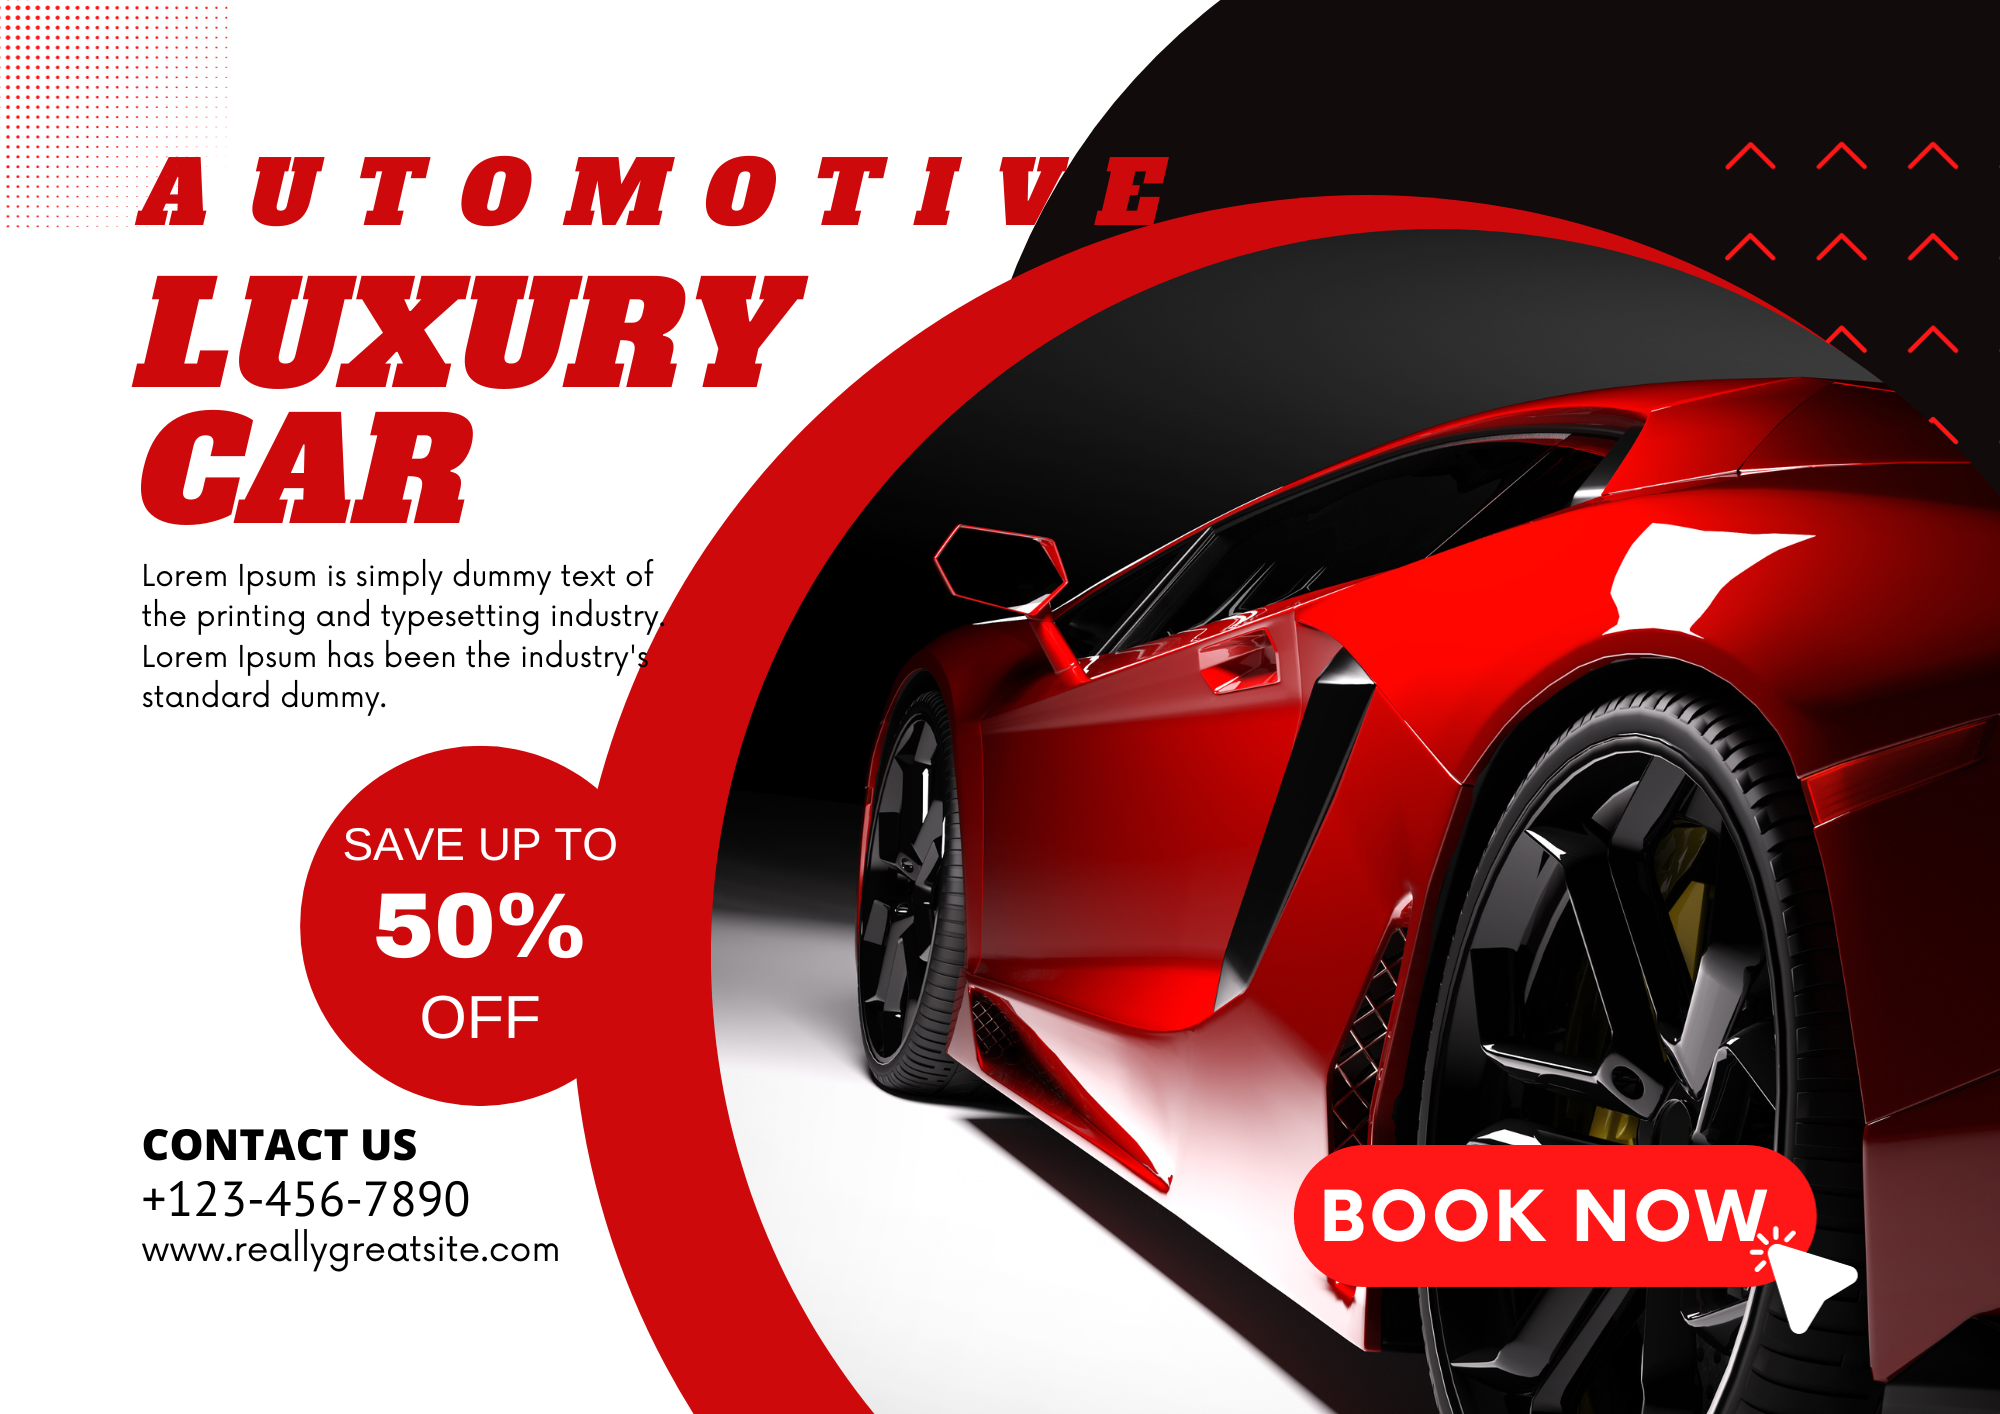 AUTOMOTIVE
LUXURY
CAR
Lorem Ipsum is simply dummy text of
the printing and typesetting industry.
Lorem Ipsum has been the industry's
standard dummy.
SAVE UP TO
50%
OFF
CONTACT US
+123-456-7890
www.reallygreatsite.com
BOOK NOW